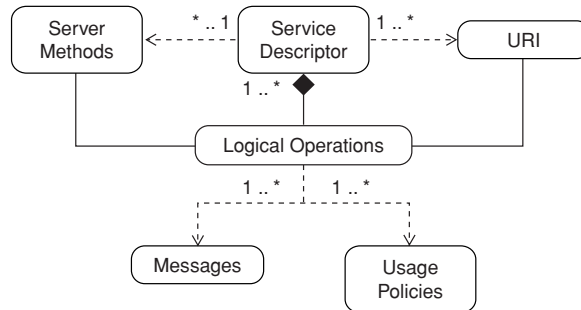 Server
Methods
* .. 1
Service
Descriptor
1 .. *
URI
1 .. *
Logical Operations
1 .. *
1 .. *
Messages
Usage
Policies